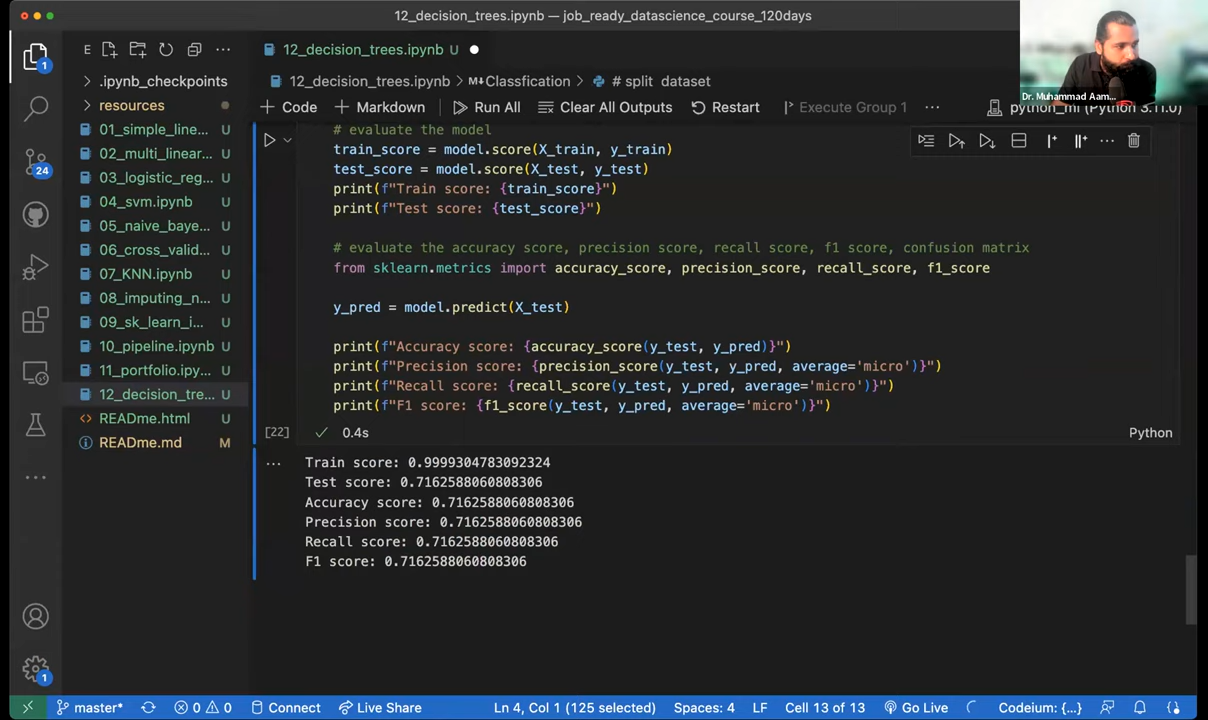 12_decision_trees.ipynb — job_ready_datascience_course_120days
E
12_decision_trees.ipynb U
.ipynb_checkpoints
12_decision_trees.ipynb > Classfication > # split dataset
resources
Code + Markdown Run All Clear All Outputs Restart Execute Group 1 ... python_ml (Python 3.11.0)
Dr. Muhammad Aam...
01_simple_line... U
02_multi_linear... U
03_logistic_reg... U
04_svm.ipynb U
05_naive_baye... U
06_cross_valid... U
07_KNN.ipynb U
08_imputing_n... U
09_sk_learn_i... U
10_pipeline.ipynb U
11_portfolio.ipy... U
12_decision_tre... U
READme.html U
READme.md M
1
24
1
# evaluate the model
train_score = model.score(X_train, y_train)
test_score = model.score(X_test, y_test)
print(f"Train score: {train_score}")
print(f"Test score: {test_score}")
# evaluate the accuracy score, precision score, recall score, f1 score, confusion matrix
from sklearn.metrics import accuracy_score, precision_score, recall_score, f1_score
y_pred = model.predict(X_test)
print(f"Accuracy score: {accuracy_score(y_test, y_pred)}")
print(f"Precision score: {precision_score(y_test, y_pred, average='micro')}")
print(f"Recall score: {recall_score(y_test, y_pred, average='micro')}")
print(f"F1 score: {f1_score(y_test, y_pred, average='micro')}")
[22] ✓ 0.4s Python
Train score: 0.9999304783092324
Test score: 0.7162588060808306
Accuracy score: 0.7162588060808306
Precision score: 0.7162588060808306
Recall score: 0.7162588060808306
F1 score: 0.7162588060808306
master* 0 0 Connect Live Share Ln 4, Col 1 (125 selected) Spaces: 4 LF Cell 13 of 13 Go Live Codeium: {...}